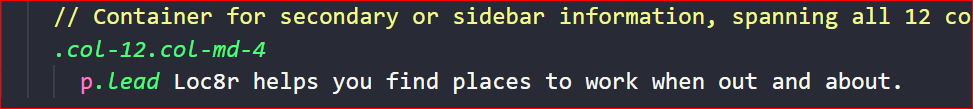 // Container for secondary or sidebar information, spanning all 12 co
.col-12.col-md-4
p.lead Loc8r helps you find places to work when out and about.